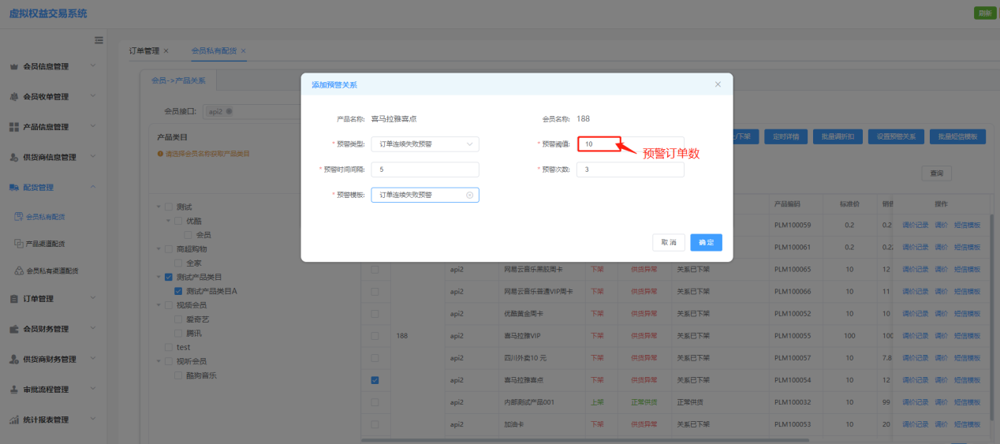 虚拟权益交易系统
刷新
订单管理 ×
会员私有配货 ×
会员信息管理
会员收单管理
产品信息管理
供货商信息管理
配货管理
会员私有配货
产品渠道配货
会员私有渠道配货
订单管理
会员财务管理
供货商财务管理
审批流程管理
统计报表管理
会员->产品关系
会员接口:
api2
产品类目
请选择会员名称获取产品类目
测试
优酷
会员
商超购物
全家
测试产品类目
测试产品类目A
视频会员
爱奇艺
腾讯
test
视听会员
酷狗音乐
添加预警关系
产品名称: 喜马拉雅喜点
会员名称: 188
* 预警类型: 订单连续失败预警
* 预警阈值: 10
预警订单数
* 预警时间间隔: 5
* 预警次数: 3
* 预警模板: 订单连续失败预警
取 消
确 定
/下架
定时详情
批量调折扣
设置预警关系
批量短信模板
查询
产品编码 标准价 销售 操作
PLM100059 0.2 0.2 调价记录 调价 短信模板
PLM100061 0.2 0.2 调价记录 调价 短信模板
api2 网易云音乐黑胶周卡 下架 供货异常 关系已下架 PLM100065 10 12 调价记录 调价 短信模板
api2 网易云音乐普通VIP周卡 下架 供货异常 关系已下架 PLM100066 10 11 调价记录 调价 短信模板
api2 优酷黄金周卡 下架 供货异常 关系已下架 PLM100052 10 10 调价记录 调价 短信模板
188 api2 喜马拉雅VIP 下架 供货异常 关系已下架 PLM100055 100 100 调价记录 调价 短信模板
api2 四川外卖10 元 下架 供货异常 关系已下架 PLM100057 10 7.8 调价记录 调价 短信模板
api2 喜马拉雅喜点 下架 供货异常 关系已下架 PLM100054 10 12 调价记录 调价 短信模板
api2 内部测试产品001 上架 正常供货 正常供货 PLM100032 10 99 调价记录 调价 短信模板
api2 加油卡 下架 供货异常 关系已下架 PLM100053 10 20 调价记录 调价 短信模板